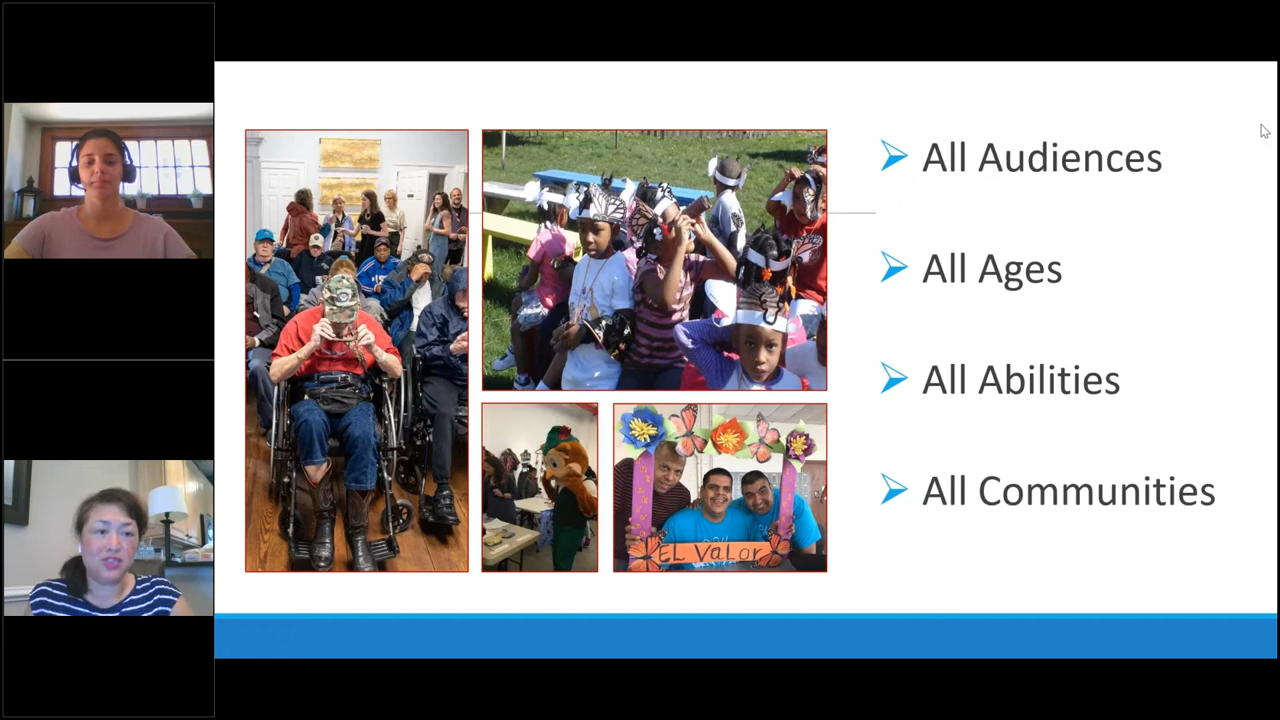 All Audiences
All Ages
All Abilities
All Communities
EL Valor